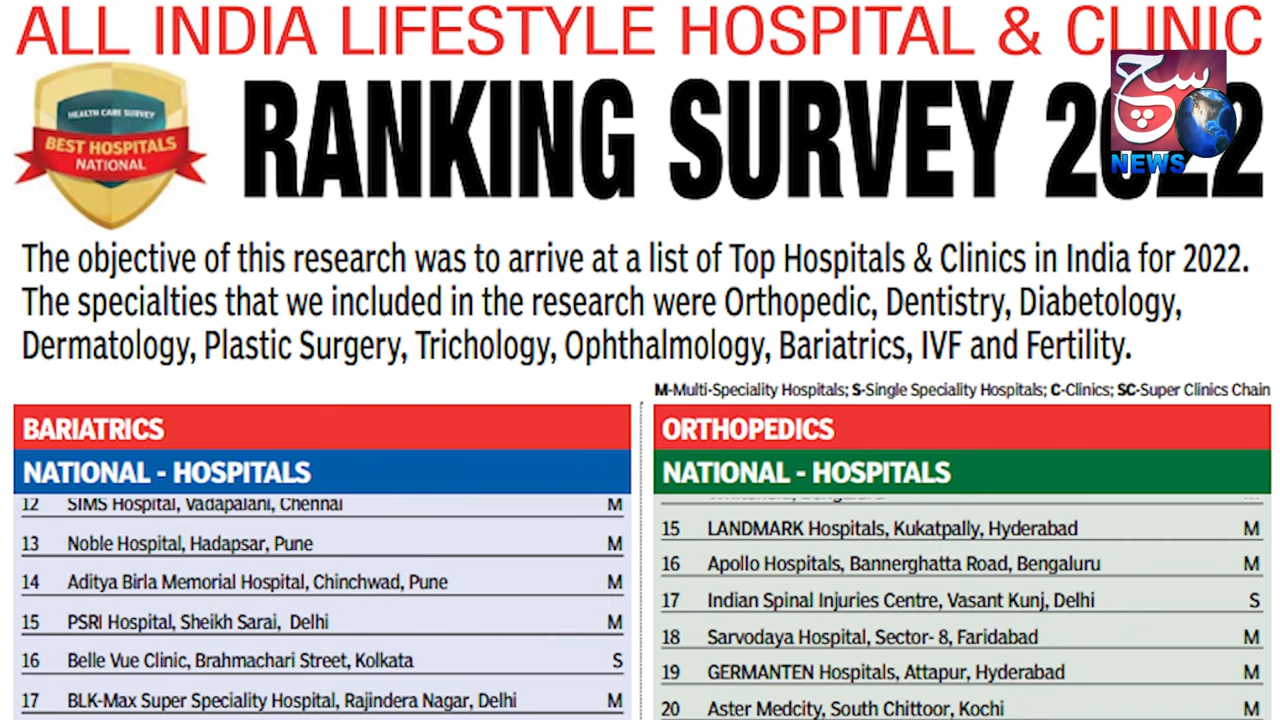 ALL INDIA LIFESTYLE HOSPITAL & CLINIC
RANKING SURVEY 2022
HEALTH CARE SURVEY
BEST HOSPITALS
NATIONAL
سچ
NEWS
The objective of this research was to arrive at a list of Top Hospitals & Clinics in India for 2022.
The specialties that we included in the research were Orthopedic, Dentistry, Diabetology,
Dermatology, Plastic Surgery, Trichology, Ophthalmology, Bariatrics, IVF and Fertility.
M-Multi-Speciality Hospitals; S-Single Speciality Hospitals; C-Clinics; SC-Super Clinics Chain
BARIATRICS
NATIONAL - HOSPITALS
12 SIMS Hospital, Vadapalani, Chennai M
13 Noble Hospital, Hadapsar, Pune M
14 Aditya Birla Memorial Hospital, Chinchwad, Pune M
15 PSRI Hospital, Sheikh Sarai, Delhi M
16 Belle Vue Clinic, Brahmachari Street, Kolkata S
17 BLK-Max Super Speciality Hospital, Rajindera Nagar, Delhi M
ORTHOPEDICS
NATIONAL - HOSPITALS
15 LANDMARK Hospitals, Kukatpally, Hyderabad M
16 Apollo Hospitals, Bannerghatta Road, Bengaluru M
17 Indian Spinal Injuries Centre, Vasant Kunj, Delhi S
18 Sarvodaya Hospital, Sector- 8, Faridabad M
19 GERMANTEN Hospitals, Attapur, Hyderabad M
20 Aster Medcity, South Chittoor, Kochi M